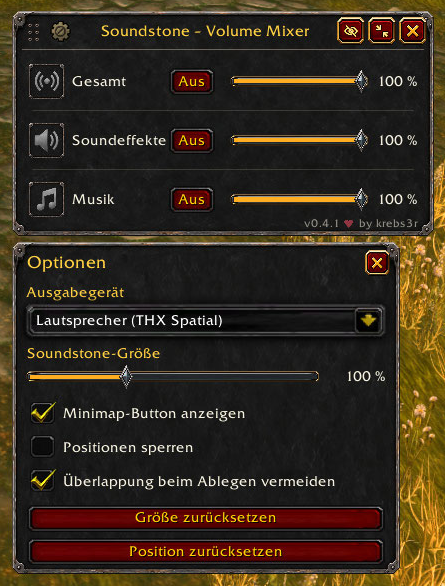 Soundstone - Volume Mixer
Gesamt Aus 100 %
Soundeffekte Aus 100 %
Musik Aus 100 %
v0.4.1 ♥ by krebs3r
Optionen
Ausgabegerät
Lautsprecher (THX Spatial)
Soundstone-Größe
100 %
Minimap-Button anzeigen
Positionen sperren
Überlappung beim Ablegen vermeiden
Größe zurücksetzen
Position zurücksetzen